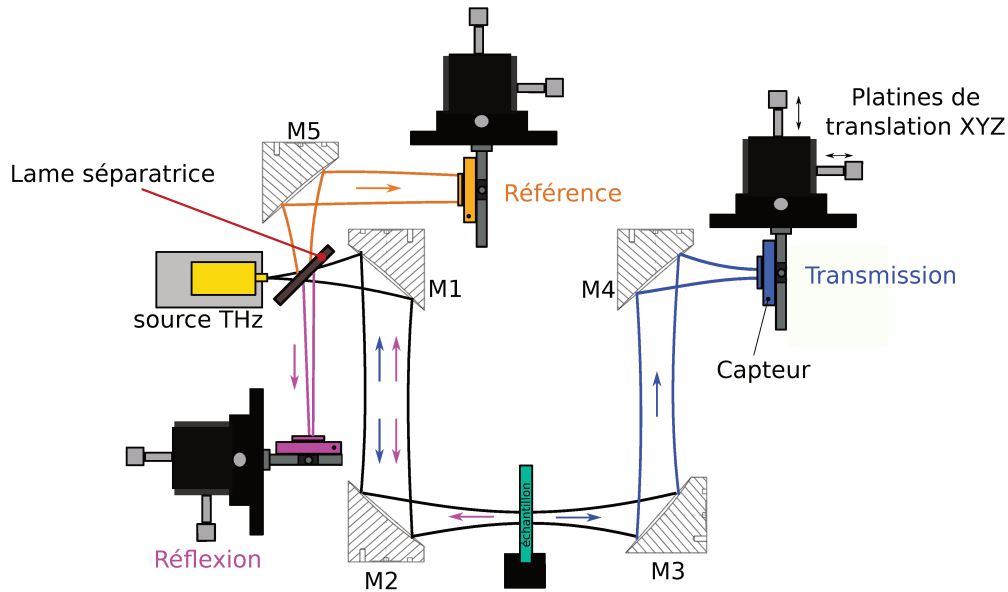 M5
Platines de
translation XYZ
Lame séparatrice
Référence
M1
M4
Transmission
source THz
Capteur
échantillon
Réflexion
M2
M3